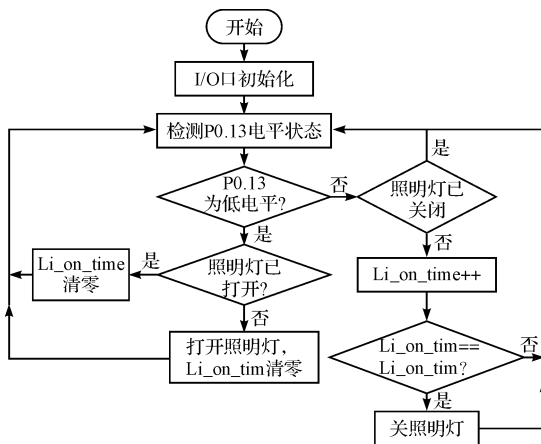 开始
I/O口初始化
检测P0.13电平状态
P0.13
为低电平?
否
是
照明灯已
关闭
是
否
照明灯已
打开?
是
否
Li_on_time
清零
打开照明灯,
Li_on_tim清零
Li_on_time++
Li_on_tim==
Li_on_tim?
否
是
关照明灯